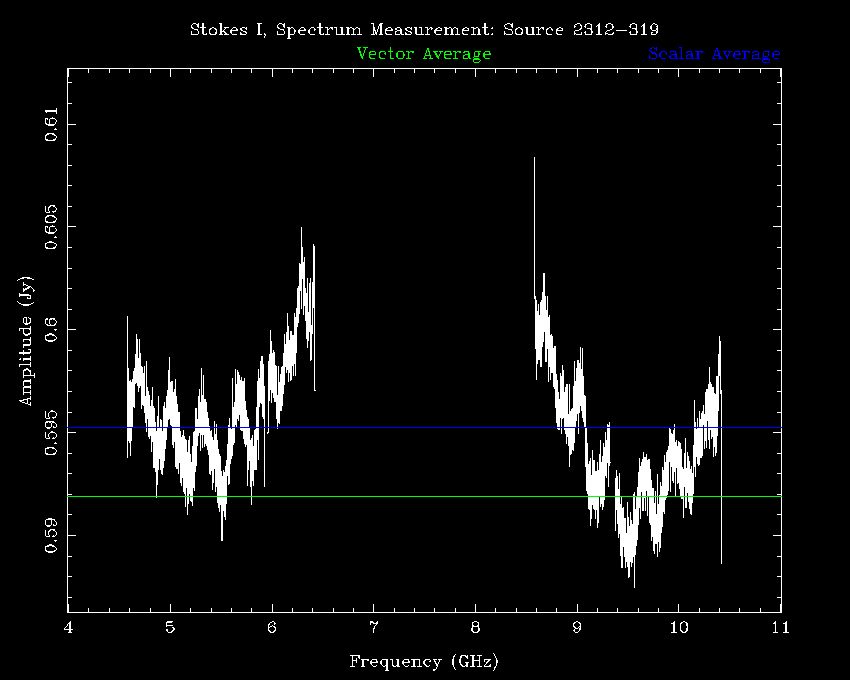 Stokes I, Spectrum Measurement: Source 2312−319
Vector Average Scalar Average
0.61
0.605
0.6
0.595
0.59
Amplitude (Jy)
4 5 6 7 8 9 10 11
Frequency (GHz)